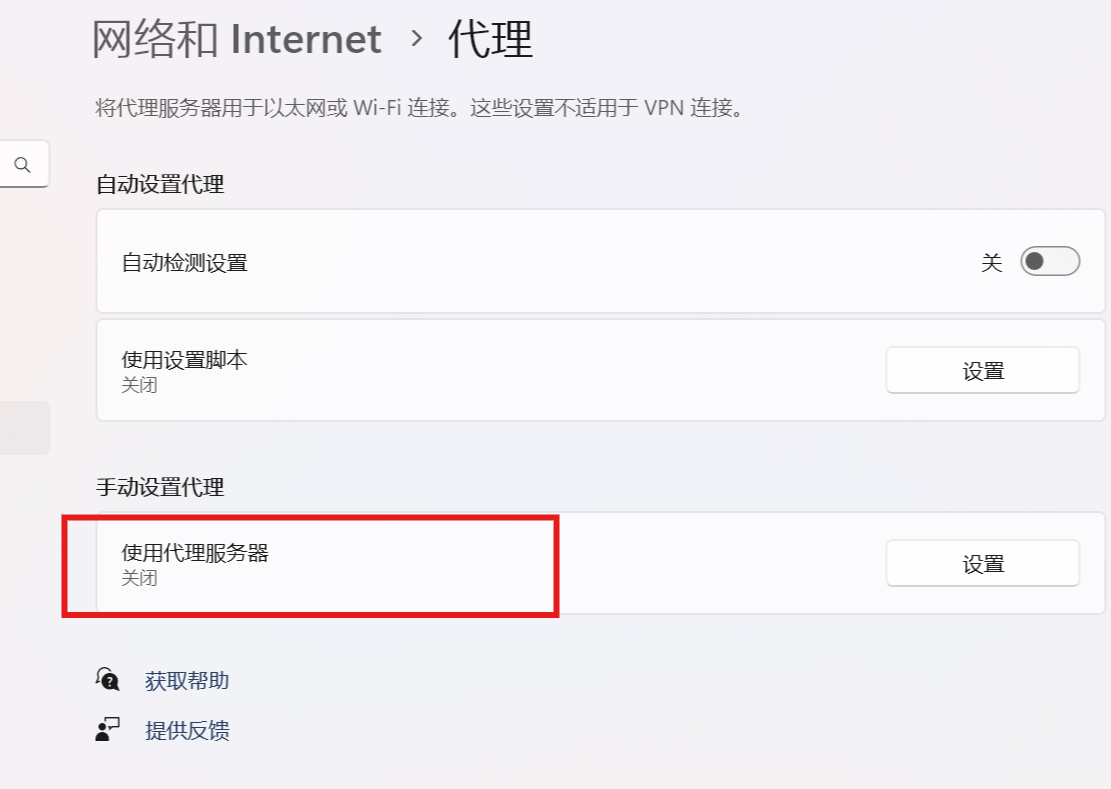 网络和 Internet › 代理
将代理服务器用于以太网或 Wi-Fi 连接。这些设置不适用于 VPN 连接。
自动设置代理
自动检测设置
关
使用设置脚本
关闭
设置
手动设置代理
使用代理服务器
关闭
设置
获取帮助
提供反馈